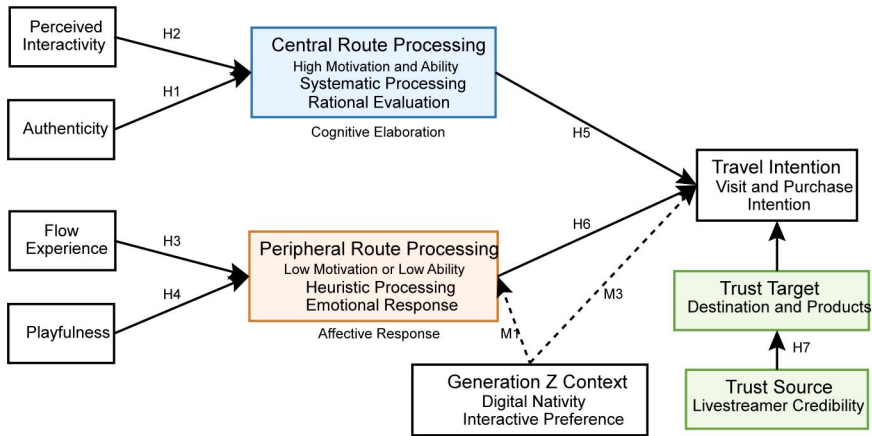 Perceived
Interactivity
H2
H1
Authenticity
Central Route Processing
High Motivation and Ability
Systematic Processing
Rational Evaluation
Cognitive Elaboration
H5
Travel Intention
Visit and Purchase
Intention
Flow
Experience
H3
H4
Playfulness
Peripheral Route Processing
Low Motivation or Low Ability
Heuristic Processing
Emotional Response
Affective Response
H6
M1
M3
Generation Z Context
Digital Nativity
Interactive Preference
Trust Target
Destination and Products
H7
Trust Source
Livestreamer Credibility